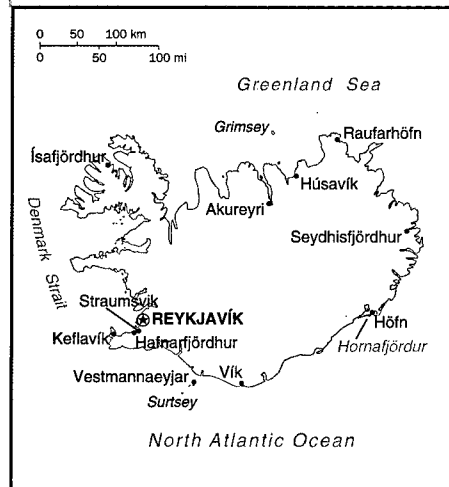 0 50 100 km
0 50 100 mi
Greenland Sea
Grimsey
Raufarhöfn
Ísafjördhur
Húsavík
Akureyri
Denmark Strait
Seydhisfjördhur
Straumsvik
REYKJAVÍK
Höfn
Keflavík
Hafnarfjördhur
Hornafjördur
Vestmannaeyjar
Vík
Surtsey
North Atlantic Ocean